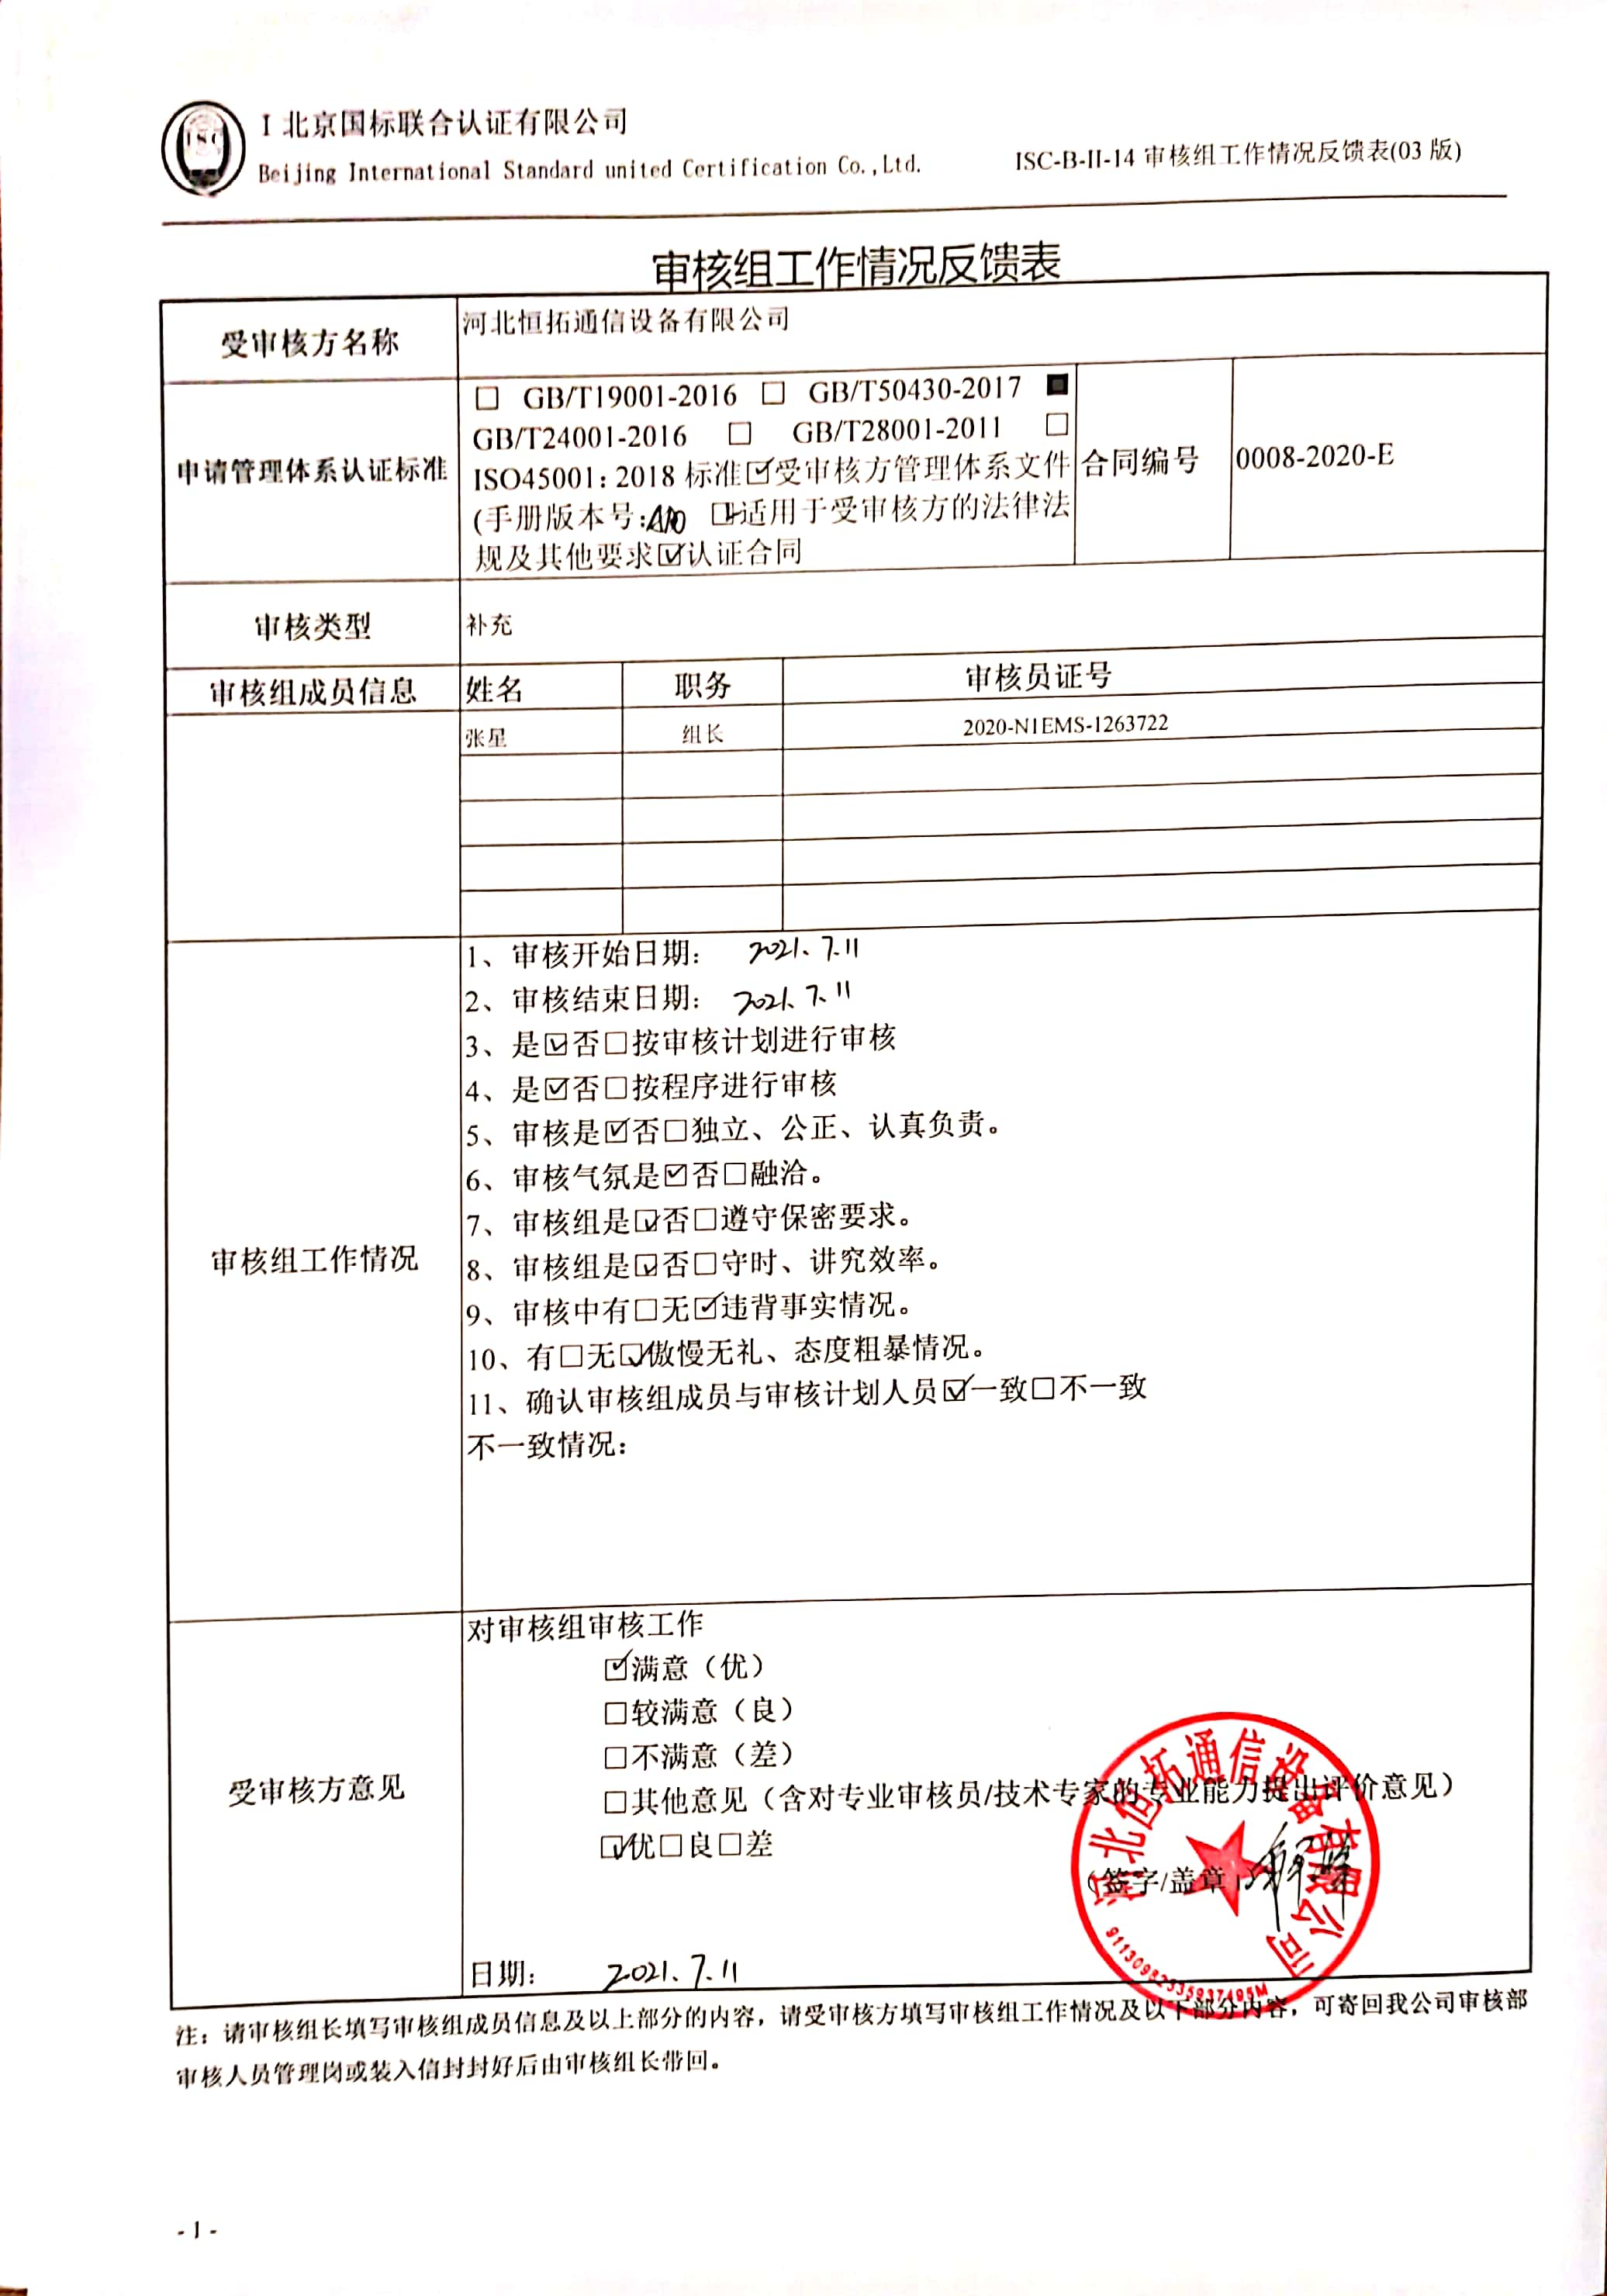 ISC
I 北京国标联合认证有限公司
Beijing International Standard united Certification Co.,Ltd.
ISC-B-II-14 审核组工作情况反馈表(03 版)
审核组工作情况反馈表
受审核方名称
河北恒拓通信设备有限公司
申请管理体系认证标准
□ GB/T19001-2016 □ GB/T50430-2017 ■
GB/T24001-2016 □ GB/T28001-2011 □
ISO45001: 2018 标准☑受审核方管理体系文件
(手册版本号: ☑适用于受审核方的法律法
规及其他要求☑认证合同
合同编号
0008-2020-E
审核类型
补充
审核组成员信息 姓名 职务 审核员证号
张星 组长 2020-N1EMS-1263722
审核组工作情况
1、审核开始日期: 2021.7.11
2、审核结束日期: 2021.7.11
3、是☑否□按审核计划进行审核
4、是☑否□按程序进行审核
5、审核是☑否□独立、公正、认真负责。
6、审核气氛是☑否□融洽。
7、审核组是☑否□遵守保密要求。
8、审核组是☑否□守时、讲究效率。
9、审核中有□无☑违背事实情况。
10、有□无☑傲慢无礼、态度粗暴情况。
11、确认审核组成员与审核计划人员☑一致□不一致
不一致情况:
受审核方意见
对审核组审核工作
☑满意（优）
□较满意（良）
□不满意（差）
□其他意见（含对专业审核员/技术专家的专业能力提出评价意见）
☑优□良□差
（签字/盖章）
河北恒拓通信设备有限公司
日期: 2021.7.11
注: 请审核组长填写审核组成员信息及以上部分的内容，请受审核方填写审核组工作情况及以下部分内容，可寄回我公司审核部
审核人员管理岗或装入信封封好后由审核组长带回。
- 1 -